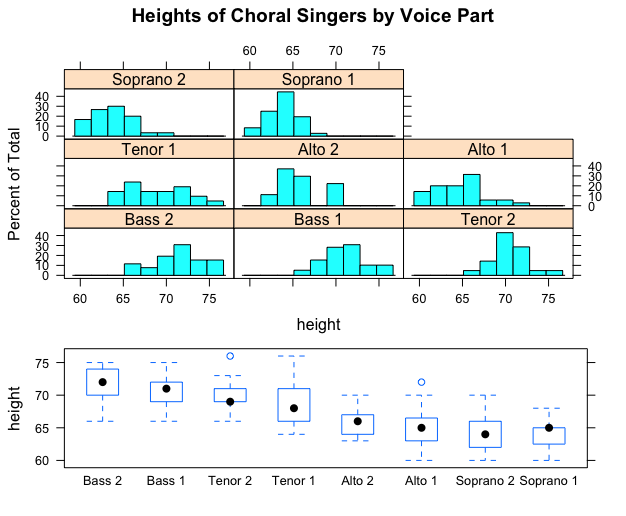 Heights of Choral Singers by Voice Part
60 65 70 75
Soprano 2 Soprano 1
40
30
20
10
0
Tenor 1 Alto 2 Alto 1
40
30
20
10
0
Bass 2 Bass 1 Tenor 2
40
30
20
10
0
Percent of Total
60 65 70 75 60 65 70 75
height
75
70
65
60
height
Bass 2 Bass 1 Tenor 2 Tenor 1 Alto 2 Alto 1 Soprano 2 Soprano 1